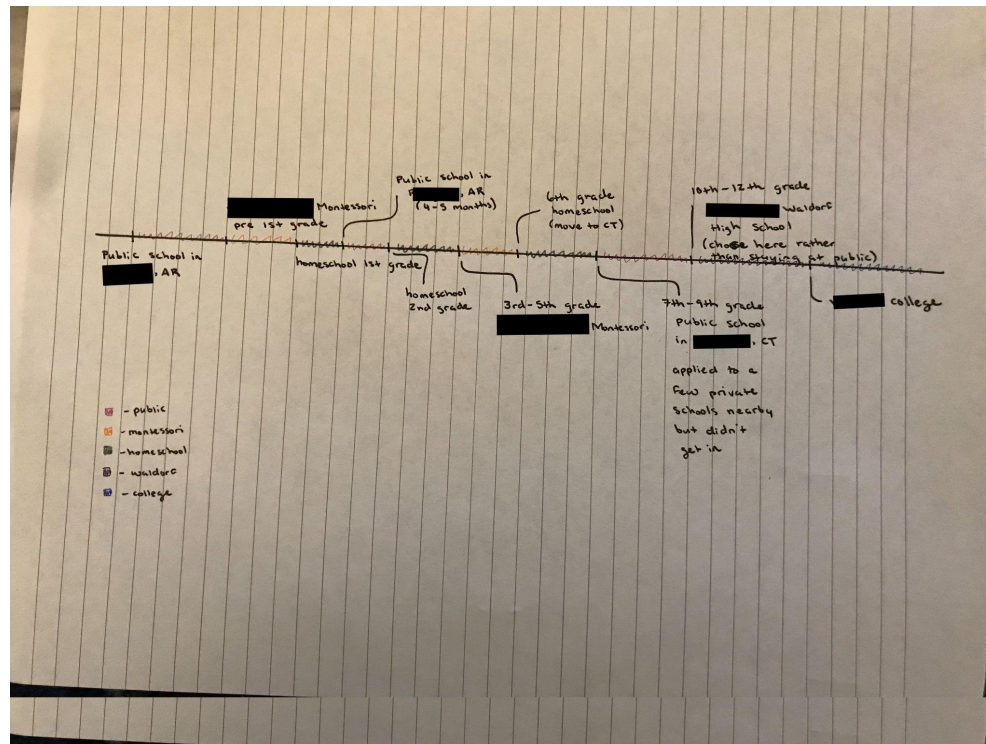 Public school in
, AR
Montessori
pre 1st grade
homeschool 1st grade
Public school in
, AR
(4-5 months)
homeschool
2nd grade
3rd-5th grade
Montessori
6th grade
homeschool
(move to CT)
7th-9th grade
Public school
in , CT
applied to a
few private
schools nearby
but didn't
get in
10th-12th grade
Waldorf
High School
(choose here rather
than staying at public)
college
- public
- montessori
- homeschool
- waldorf
- college